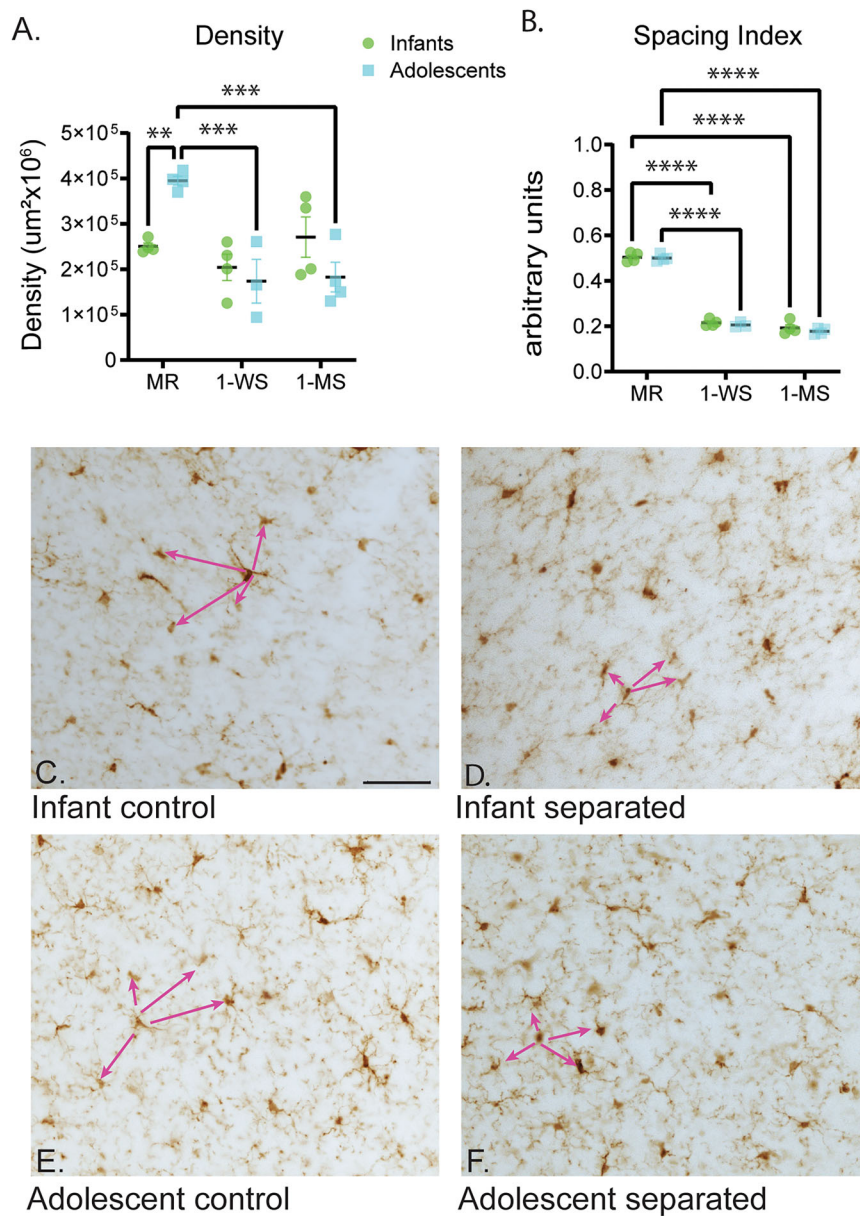 A.
Density
Infants
Adolescents
B.
Spacing Index
***
** ***
****
****
****
****
5×10⁵
4×10⁵
3×10⁵
2×10⁵
1×10⁵
0
Density (um²x10⁶)
MR 1-WS 1-MS
1.0
0.8
0.6
0.4
0.2
0.0
arbitrary units
MR 1-WS 1-MS
C.
Infant control
D.
Infant separated
E.
Adolescent control
F.
Adolescent separated